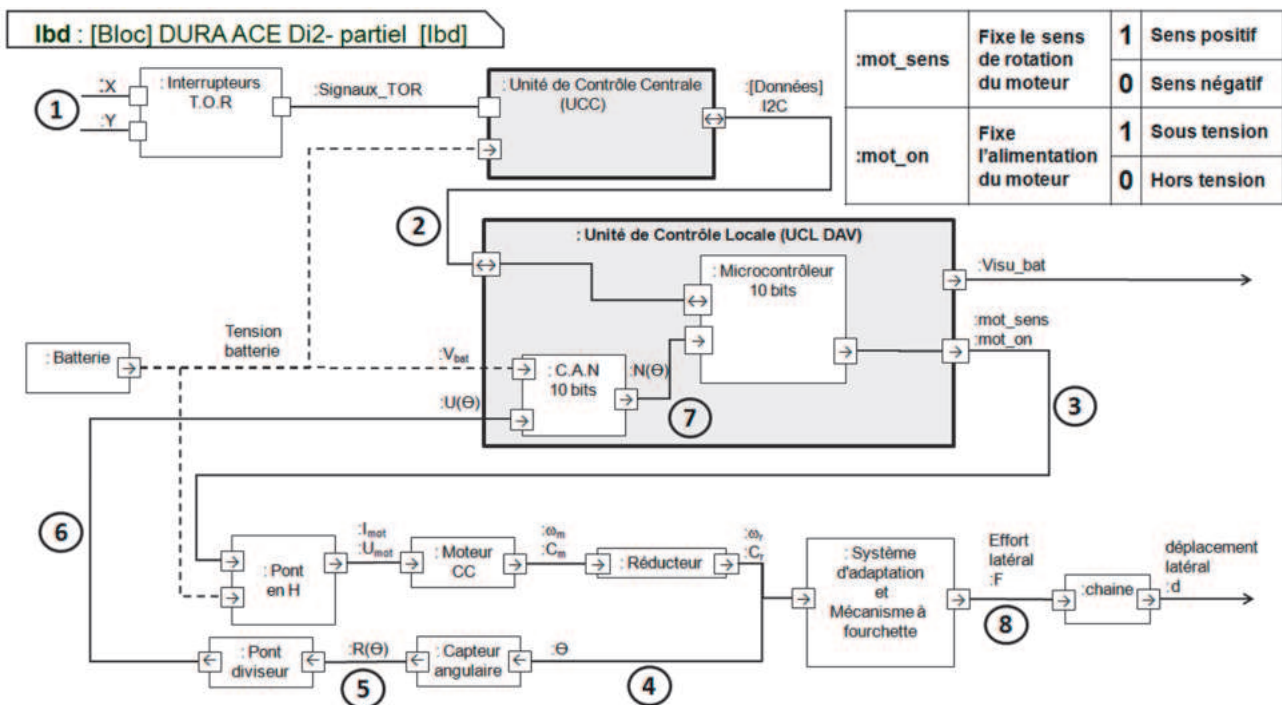 Ibd : [Bloc] DURA ACE Di2- partiel [Ibd]
:mot_sens
Fixe le sens
de rotation
du moteur
1 Sens positif
0 Sens négatif
:mot_on
Fixe
l'alimentation
du moteur
1 Sous tension
0 Hors tension
1
:X
:Y
: Interrupteurs
T.O.R
:Signaux_TOR
: Unité de Contrôle Centrale
(UCC)
:[Données]
I2C
2
: Unité de Contrôle Locale (UCL DAV)
: Microcontrôleur
10 bits
:Visu_bat
:mot_sens
:mot_on
: Batterie
Tension
batterie
:Vbat
: C.A.N
10 bits
:N(Θ)
:U(Θ)
7
3
6
: Pont
en H
:Imot
:Umot
: Moteur
CC
:ωm
:Cm
: Réducteur
:ωr
:Cr
: Système
d'adaptation
et
Mécanisme à
fourchette
Effort
latéral
:F
8
:chaine
déplacement
latéral
:d
: Pont
diviseur
:R(Θ)
5
: Capteur
angulaire
:Θ
4